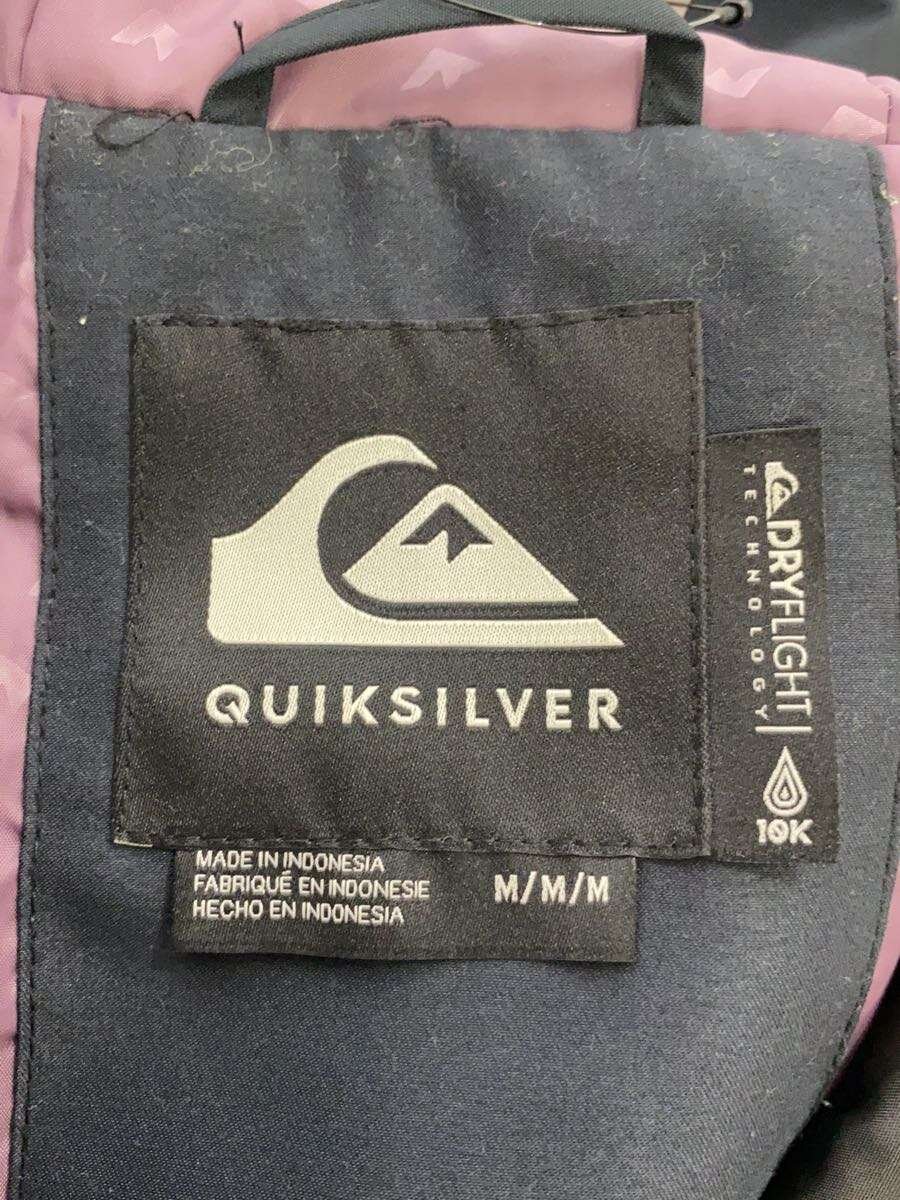 QUIKSILVER
DRYFLIGHT
TECHNOLOGY
10K
MADE IN INDONESIA
FABRIQUÉ EN INDONESIE
HECHO EN INDONESIA
M/M/M